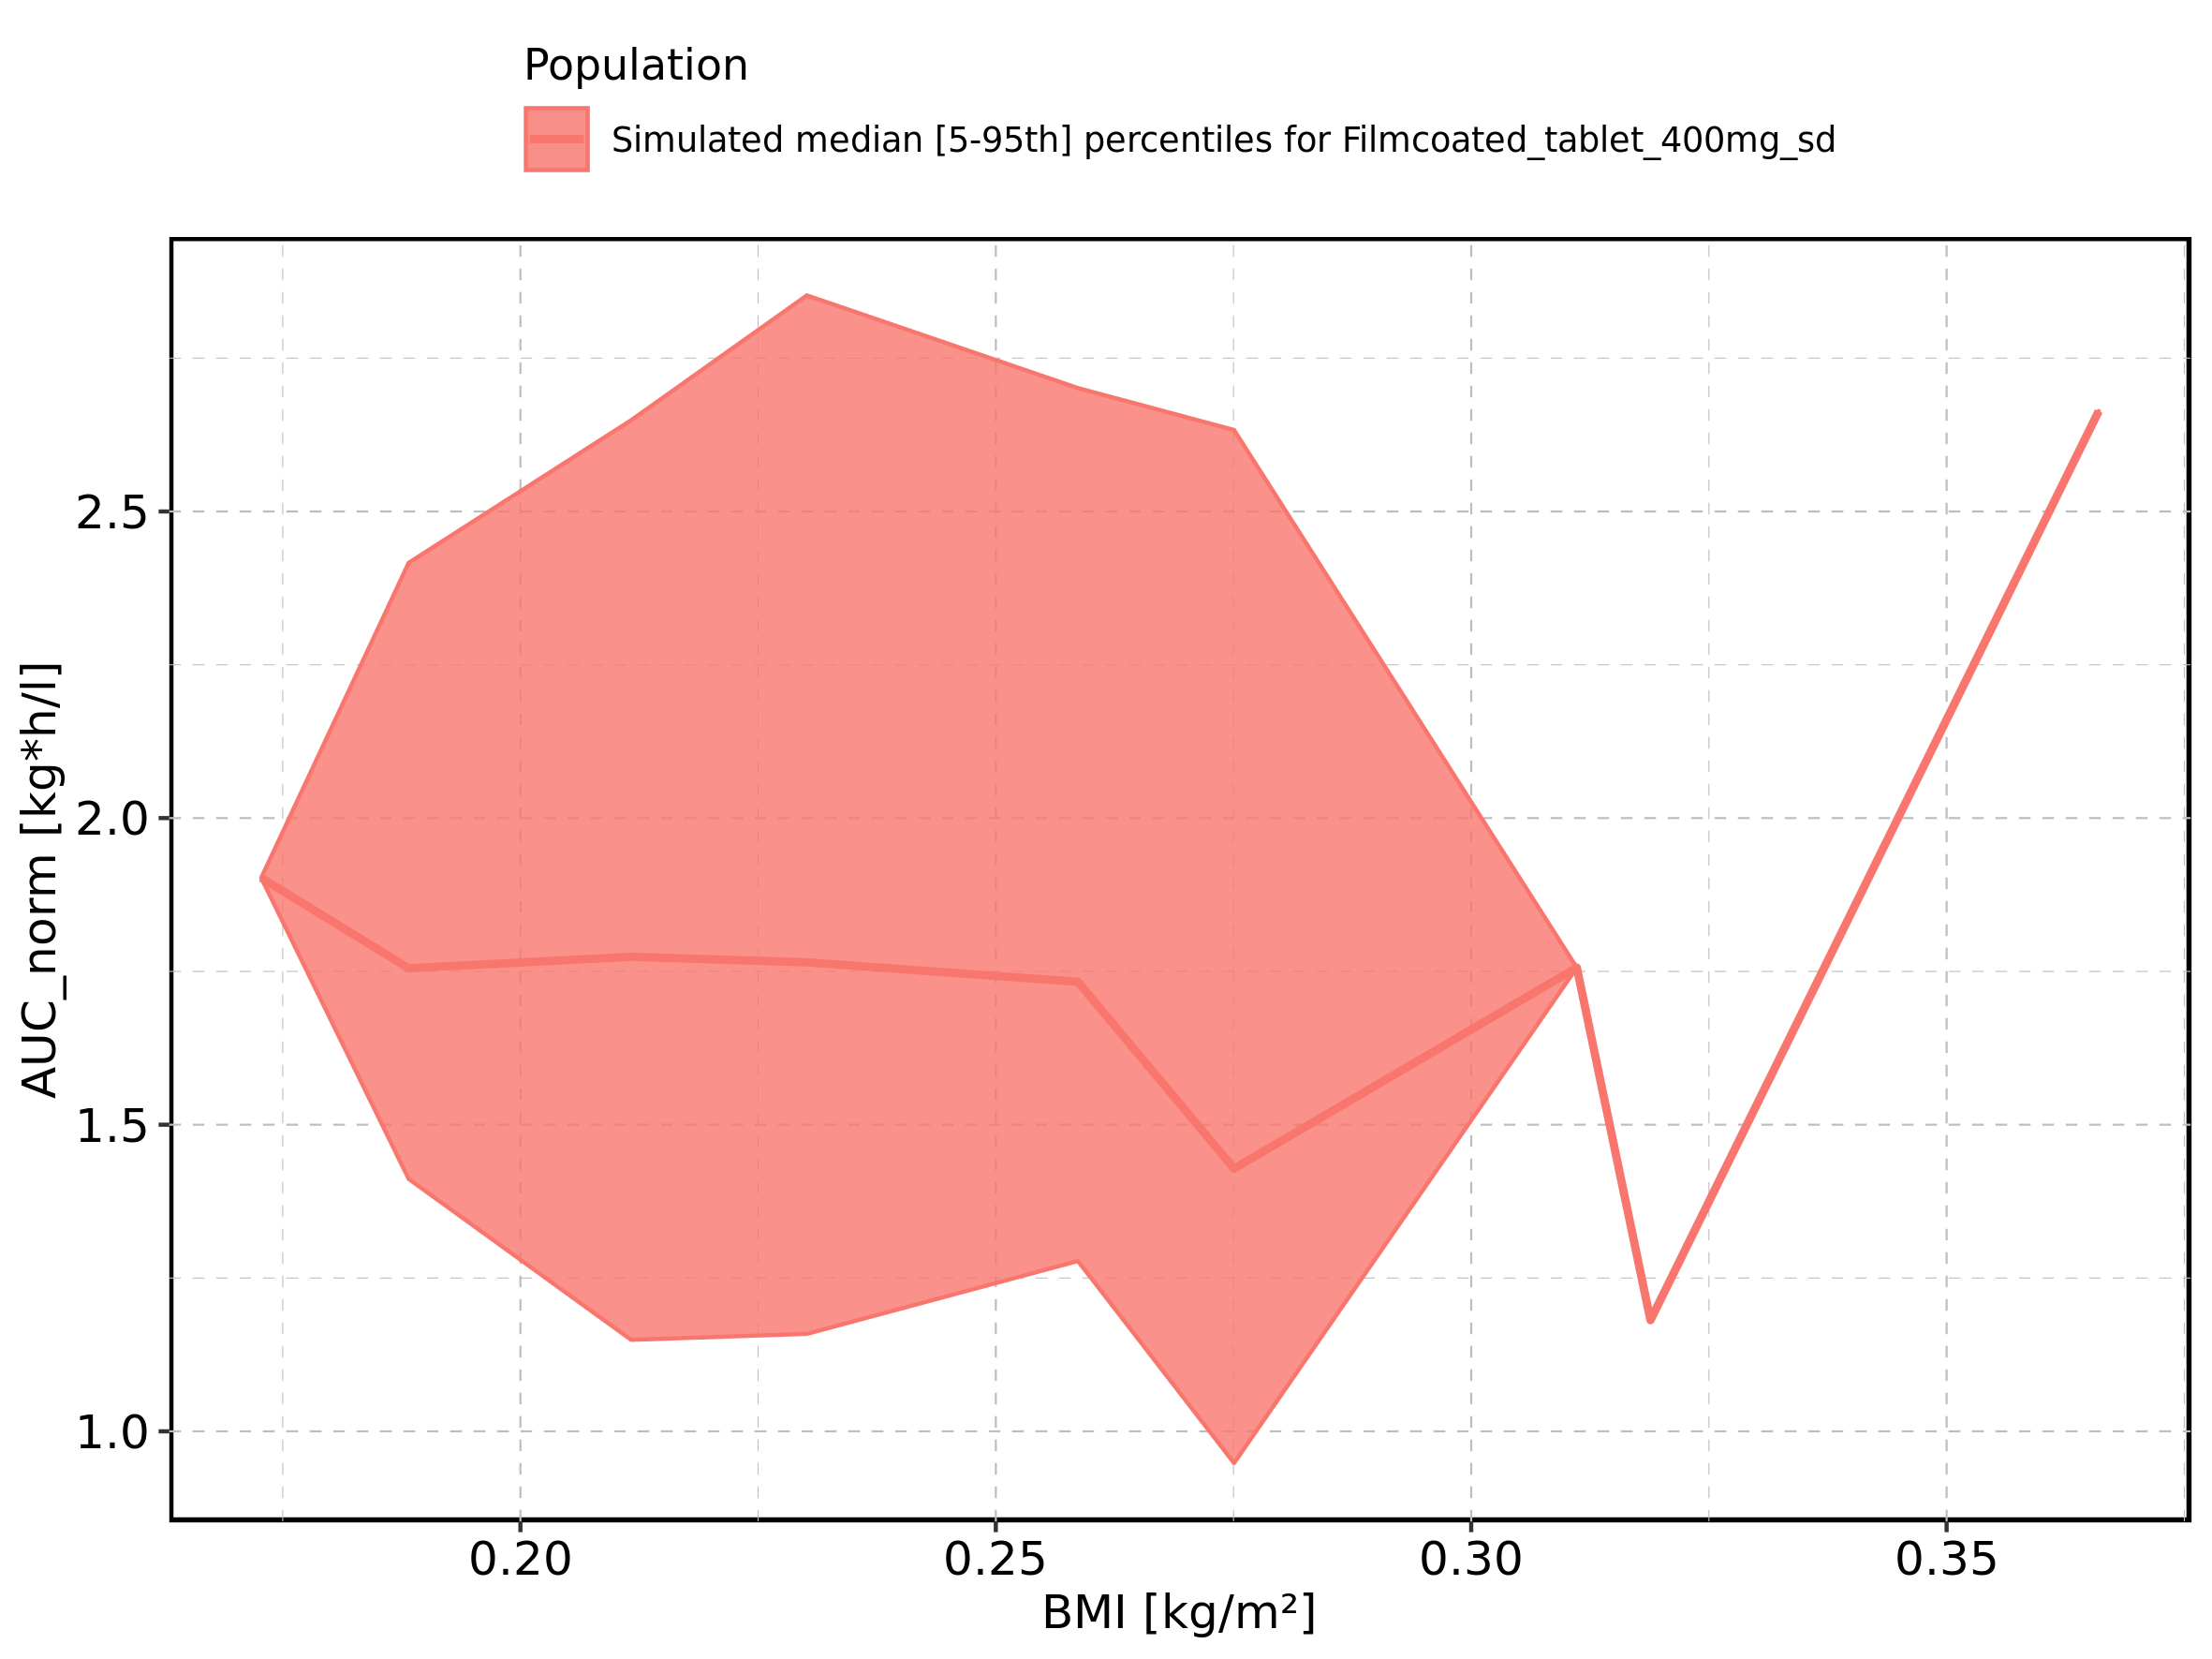 Population
Simulated median [5-95th] percentiles for Filmcoated_tablet_400mg_sd
AUC_norm [kg*h/l]
2.5
2.0
1.5
1.0
0.20 0.25 0.30 0.35
BMI [kg/m²]